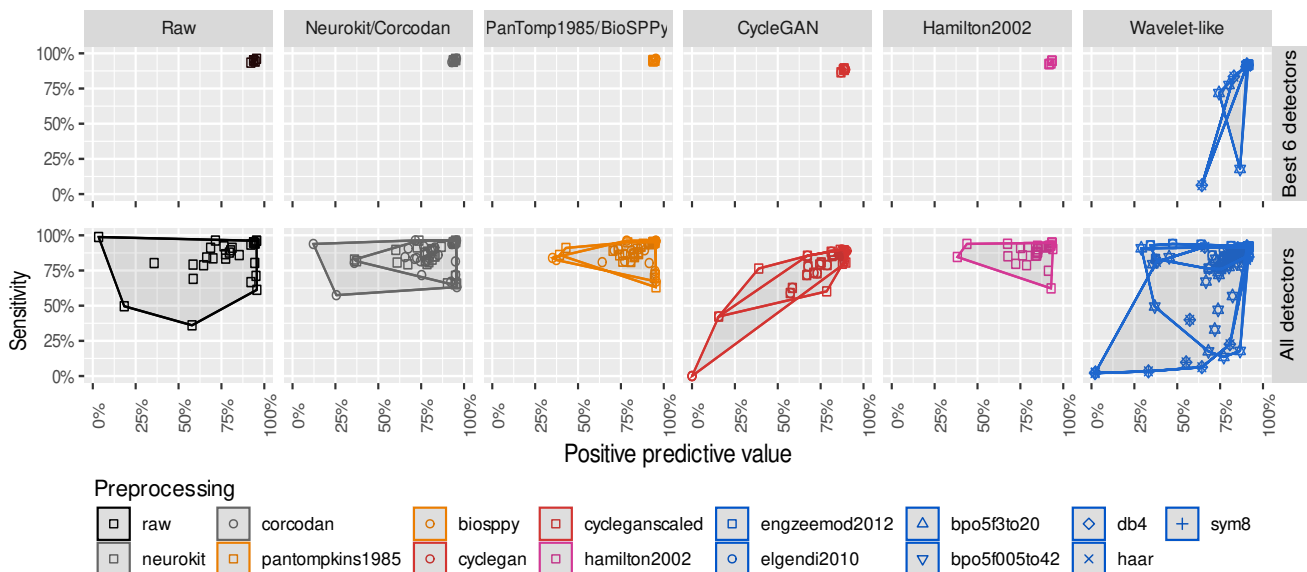 Raw Neurokit/Corcodan PanTomp1985/BioSPPy CycleGAN Hamilton2002 Wavelet-like
100%
75%
50%
25%
0%
Best 6 detectors
100%
75%
50%
25%
0%
All detectors
Sensitivity
0% 25% 50% 75% 100% 0% 25% 50% 75% 100% 0% 25% 50% 75% 100% 0% 25% 50% 75% 100% 0% 25% 50% 75% 100% 0% 25% 50% 75% 100%
Positive predictive value
Preprocessing
raw corcodan biosppy cycleganscaled engzeemod2012 bpo5f3to20 db4 sym8
neurokit pantompkins1985 cyclegan hamilton2002 elgendi2010 bpo5f005to42 haar